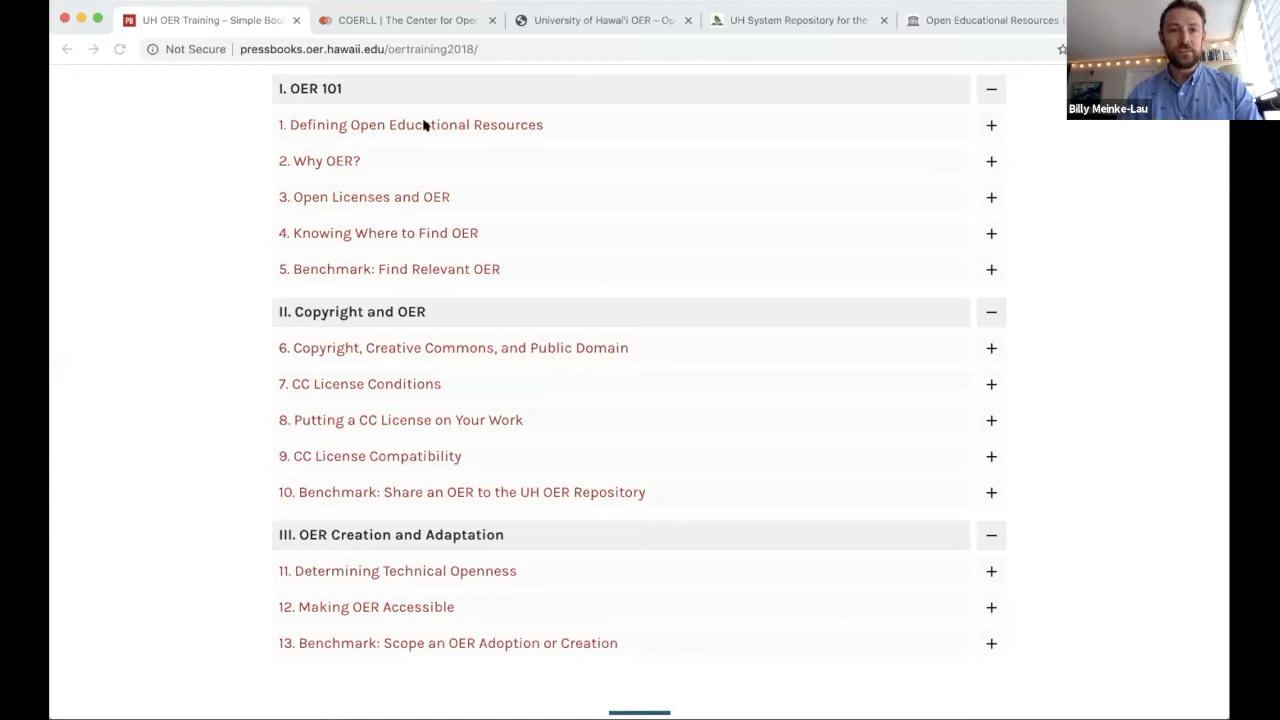 PB UH OER Training – Simple Boo
COERLL | The Center for Oper
University of Hawai'i OER – Op
UH System Repository for the
Open Educational Resources (
Not Secure | pressbooks.oer.hawaii.edu/oertraining2018/
Billy Meinke-Lau
I. OER 101 −
1. Defining Open Educational Resources +
2. Why OER? +
3. Open Licenses and OER +
4. Knowing Where to Find OER +
5. Benchmark: Find Relevant OER +
II. Copyright and OER −
6. Copyright, Creative Commons, and Public Domain +
7. CC License Conditions +
8. Putting a CC License on Your Work +
9. CC License Compatibility +
10. Benchmark: Share an OER to the UH OER Repository +
III. OER Creation and Adaptation −
11. Determining Technical Openness +
12. Making OER Accessible +
13. Benchmark: Scope an OER Adoption or Creation +